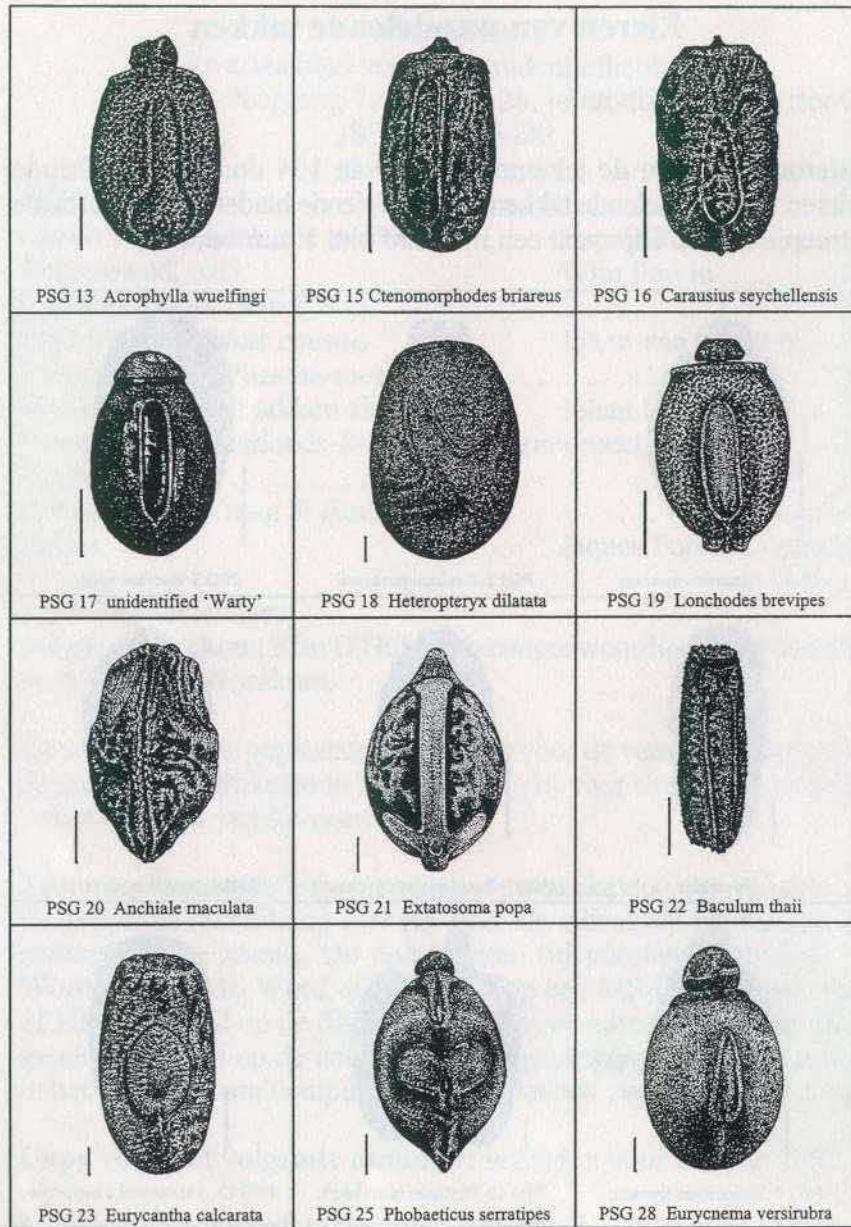 PSG 13 Acrophylla wuelfingi
PSG 15 Ctenomorphodes briareus
PSG 16 Carausius seychellensis
PSG 17 unidentified 'Warty'
PSG 18 Heteropteryx dilatata
PSG 19 Lonchodes brevipes
PSG 20 Anchiale maculata
PSG 21 Extatosoma popa
PSG 22 Baculum thaii
PSG 23 Eurycantha calcarata
PSG 25 Phobaeticus serratipes
PSG 28 Eurycnema versirubra